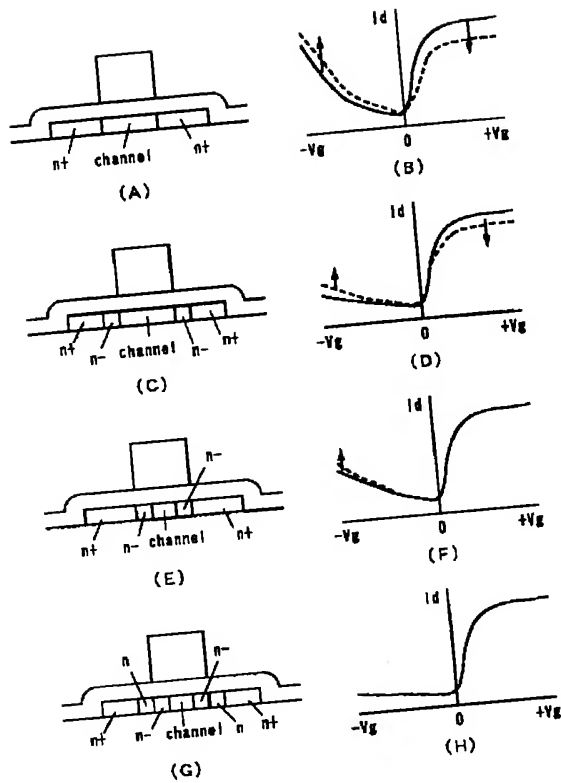 Id
n+ channel n+
-Vg 0 +Vg
(A)
(B)
Id
n+ n- channel n- n+
-Vg 0 +Vg
(C)
(D)
Id
n-
n+ n- channel n+
-Vg 0 +Vg
(E)
(F)
Id
n n-
n+ n- channel n n+
-Vg 0 +Vg
(G)
(H)